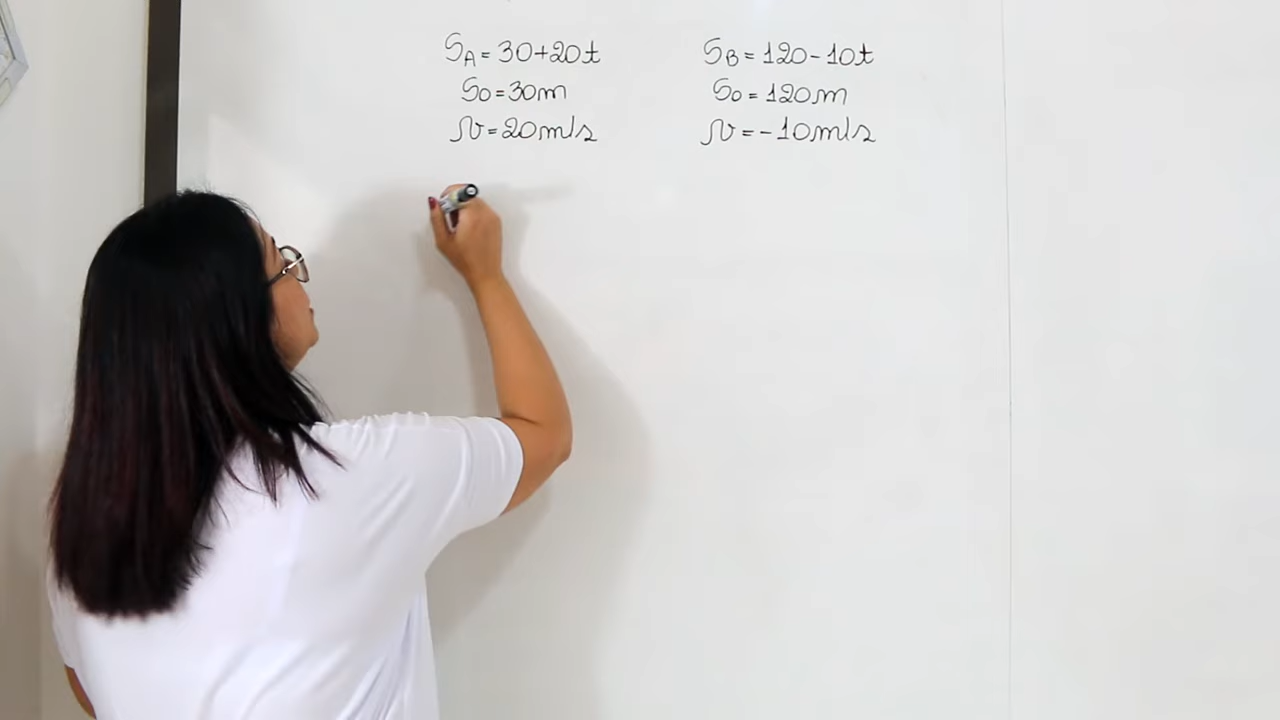 SA = 30+20t
S0 = 30m
v = 20m/s
SB = 120-10t
S0 = 120m
v = -10m/s